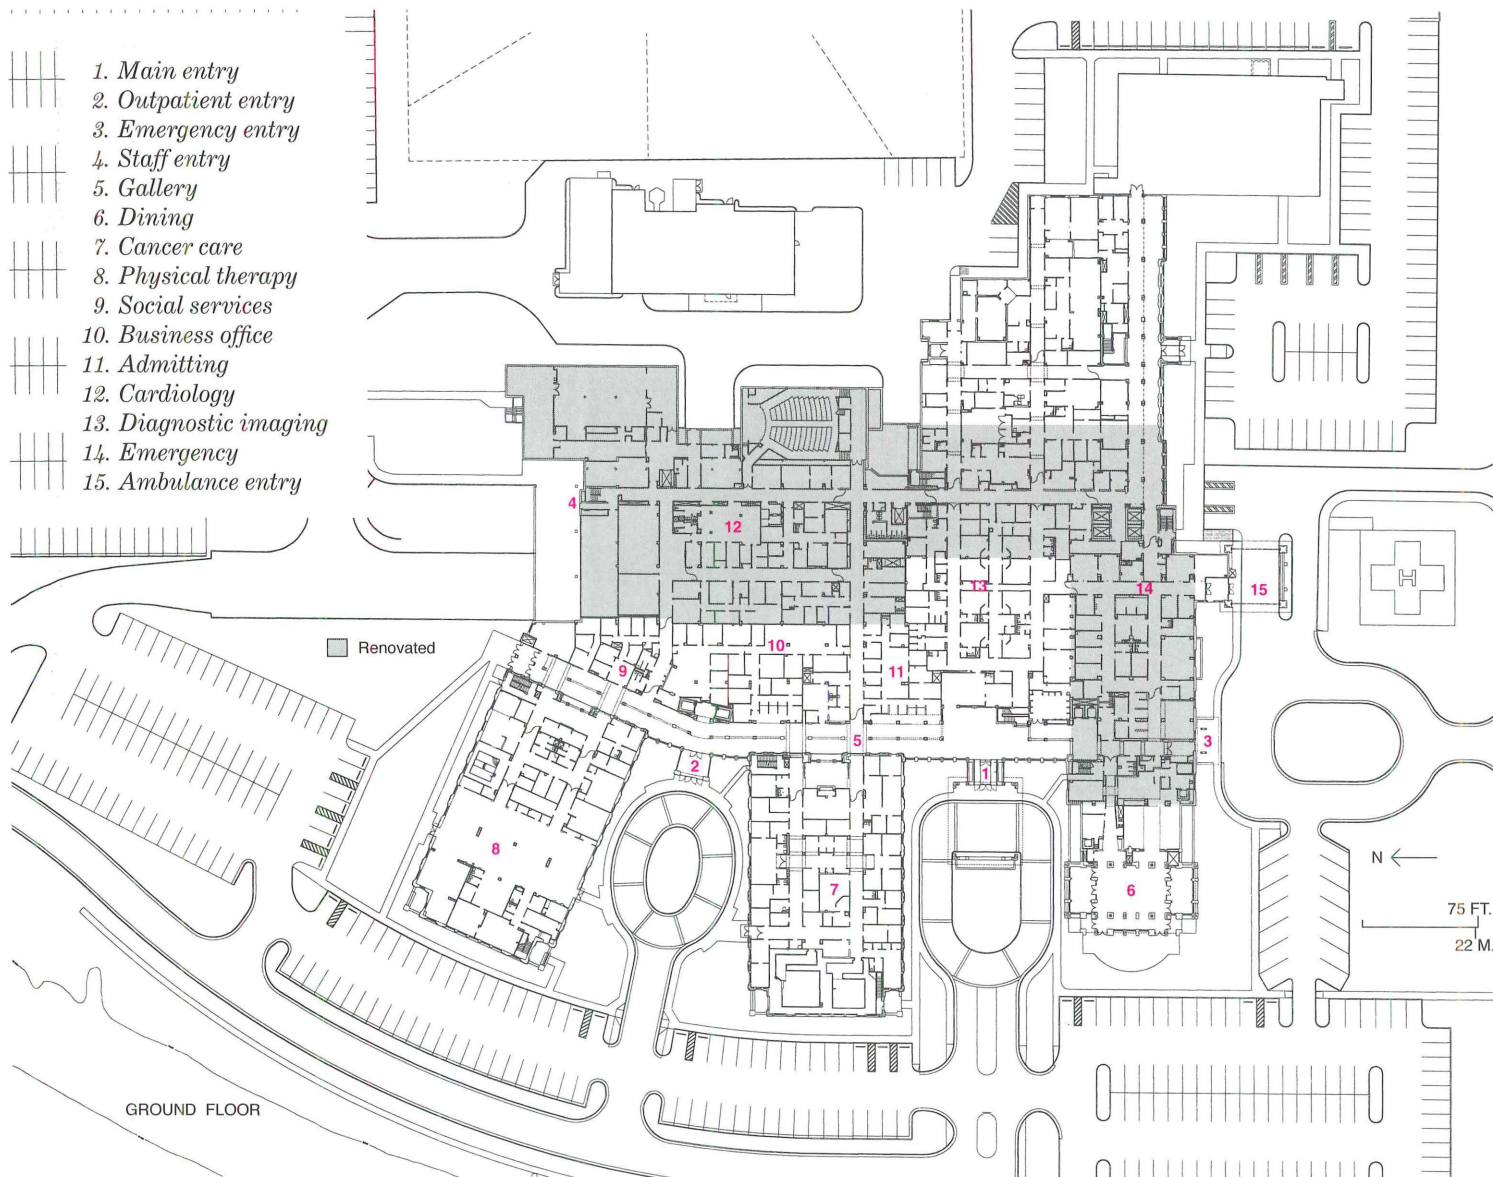 1. Main entry
2. Outpatient entry
3. Emergency entry
4. Staff entry
5. Gallery
6. Dining
7. Cancer care
8. Physical therapy
9. Social services
10. Business office
11. Admitting
12. Cardiology
13. Diagnostic imaging
14. Emergency
15. Ambulance entry
4
12
13
14
15
H
Renovated
9
10
11
5
2
1
3
8
7
6
N
75 FT.
22 M.
GROUND FLOOR